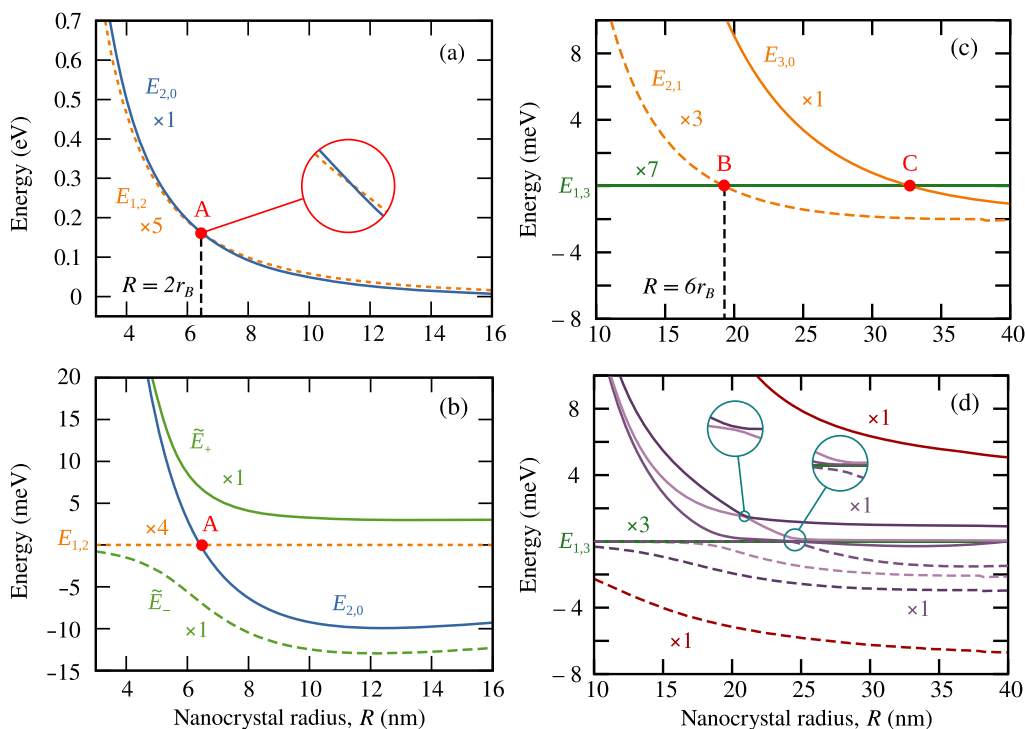 0.7
0.6
0.5
0.4
0.3
0.2
0.1
0
Energy (eV)
(a)
E₂,₀
×1
E₁,₂
×5
A
R = 2r_B
4 6 8 10 12 14 16
10
8
4
−4
−8
Energy (meV)
(c)
E₃,₀
×1
E₂,₁
×3
×7
E₁,₃
B
C
R = 6r_B
10 15 20 25 30 35 40
20
15
10
5
E₁,₂
−5
−10
−15
Energy (meV)
(b)
Ẽ₊
×1
×4
A
Ẽ₋
×1
E₂,₀
4 6 8 10 12 14 16
Nanocrystal radius, R (nm)
8
4
E₁,₃
−4
−8
Energy (meV)
(d)
×1
×1
×3
×1
×1
10 15 20 25 30 35 40
Nanocrystal radius, R (nm)